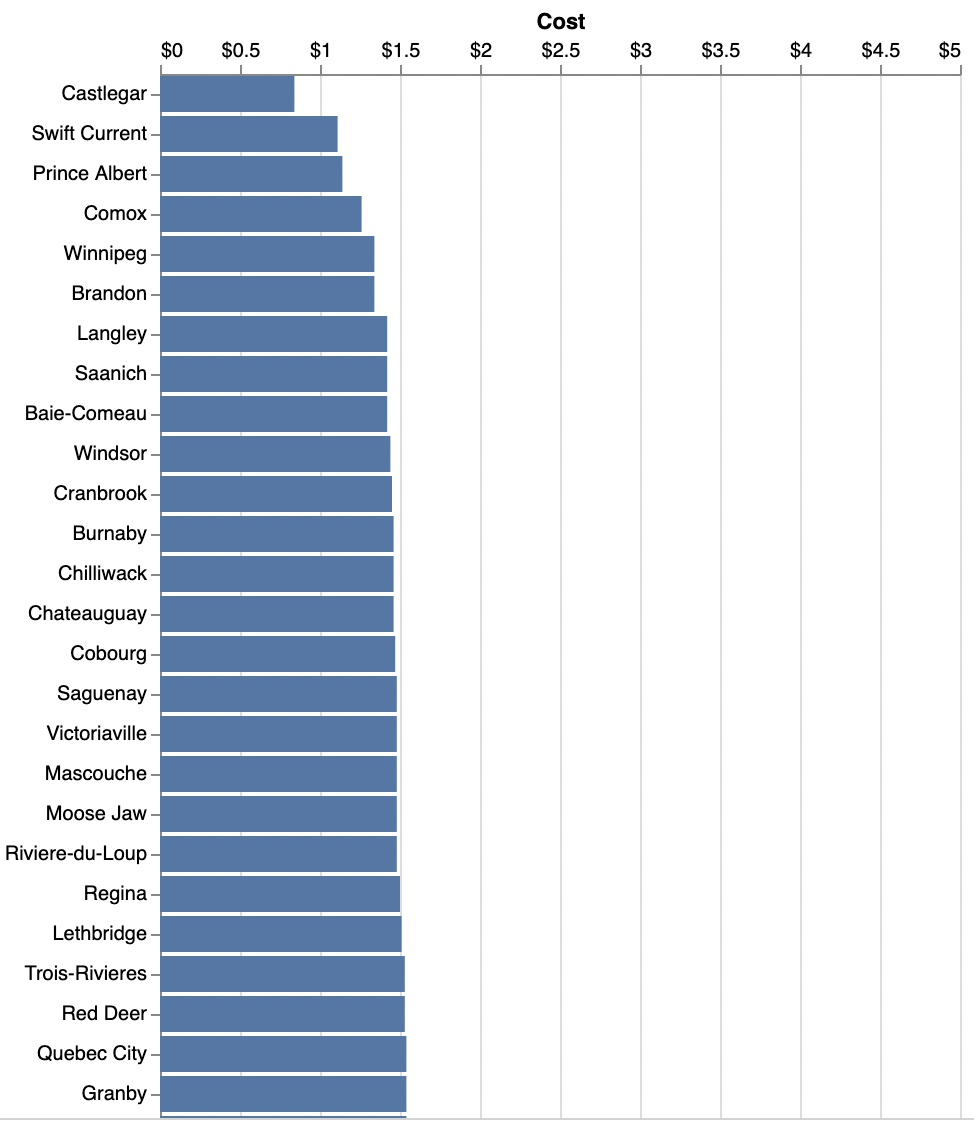 Cost
$0 $0.5 $1 $1.5 $2 $2.5 $3 $3.5 $4 $4.5 $5
Castlegar
Swift Current
Prince Albert
Comox
Winnipeg
Brandon
Langley
Saanich
Baie-Comeau
Windsor
Cranbrook
Burnaby
Chilliwack
Chateauguay
Cobourg
Saguenay
Victoriaville
Mascouche
Moose Jaw
Riviere-du-Loup
Regina
Lethbridge
Trois-Rivieres
Red Deer
Quebec City
Granby